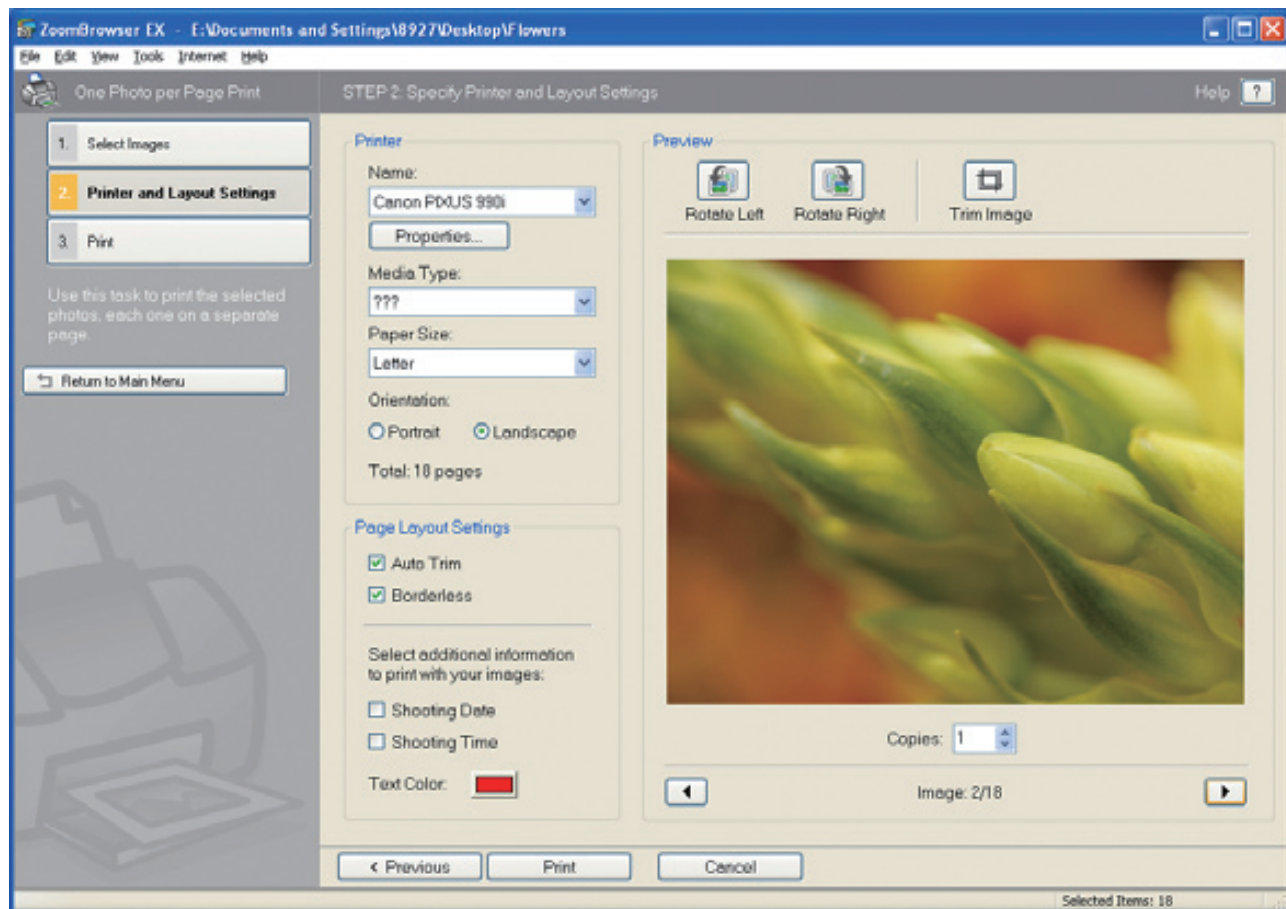 ZoomBrowser EX - E:\Documents and Settings\8927\Desktop\Flowers
File Edit View Tools Internet Help
One Photo per Page Print
STEP 2: Specify Printer and Layout Settings
Help ?
1. Select Images
2. Printer and Layout Settings
3. Print
Use this task to print the selected
photos, each one on a separate
page.
Return to Main Menu
Printer
Name:
Canon PIXUS 990i
Properties...
Media Type:
???
Paper Size:
Letter
Orientation:
Portrait Landscape
Total: 18 pages
Page Layout Settings
Auto Trim
Borderless
Select additional information
to print with your images:
Shooting Date
Shooting Time
Text Color:
Preview
Rotate Left Rotate Right Trim Image
Copies: 1
Image: 2/18
< Previous Print Cancel
Selected Items: 18